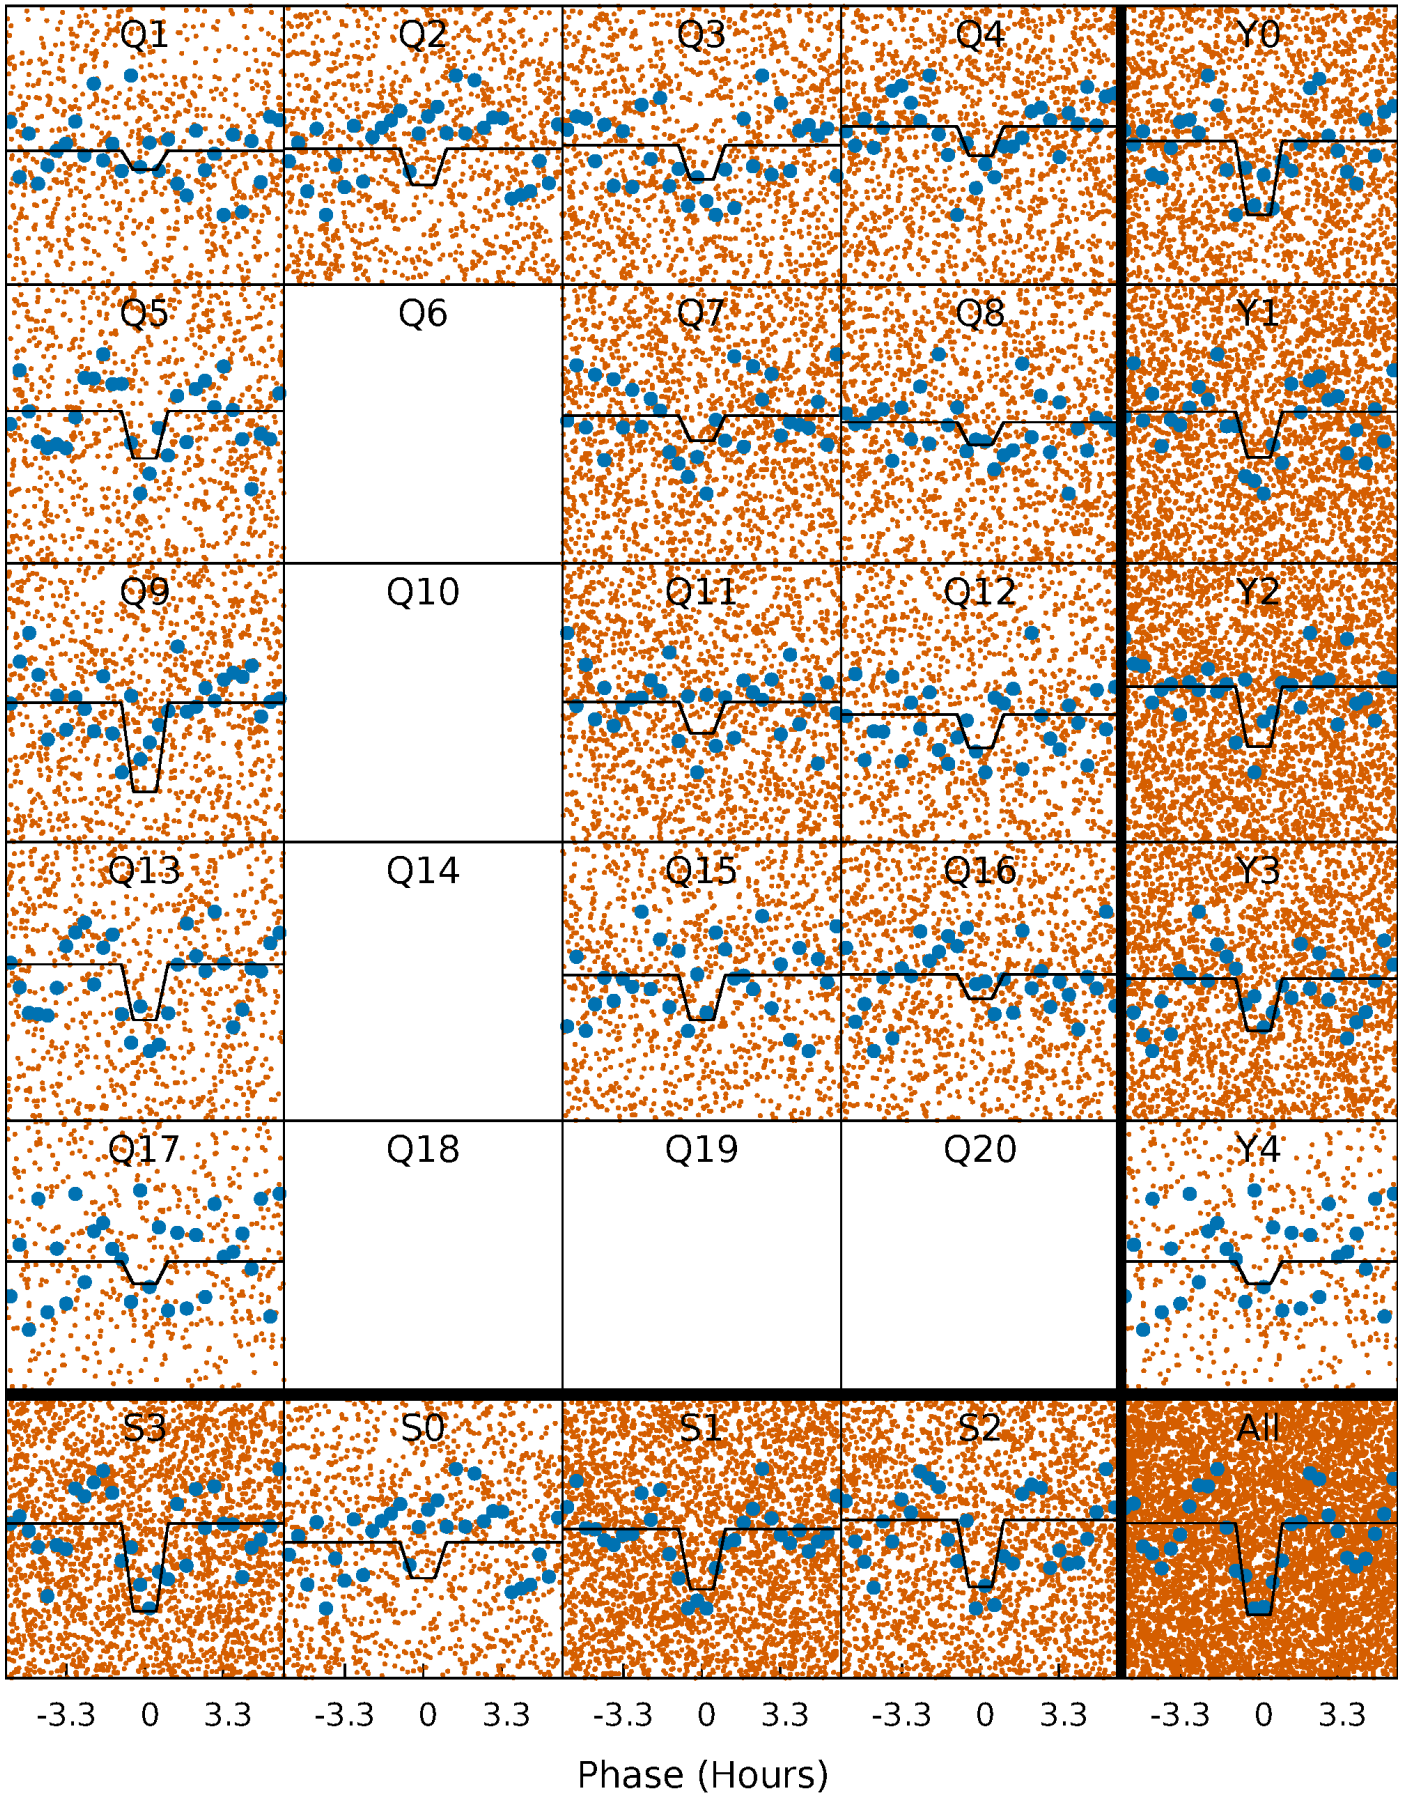 Q1 Q2 Q3 Q4 Y0
Q5 Q6 Q7 Q8 Y1
Q9 Q10 Q11 Q12 Y2
Q13 Q14 Q15 Q16 Y3
Q17 Q18 Q19 Q20 Y4
S3 S0 S1 S2 All
-3.3 0 3.3 -3.3 0 3.3 -3.3 0 3.3 -3.3 0 3.3 -3.3 0 3.3
Phase (Hours)